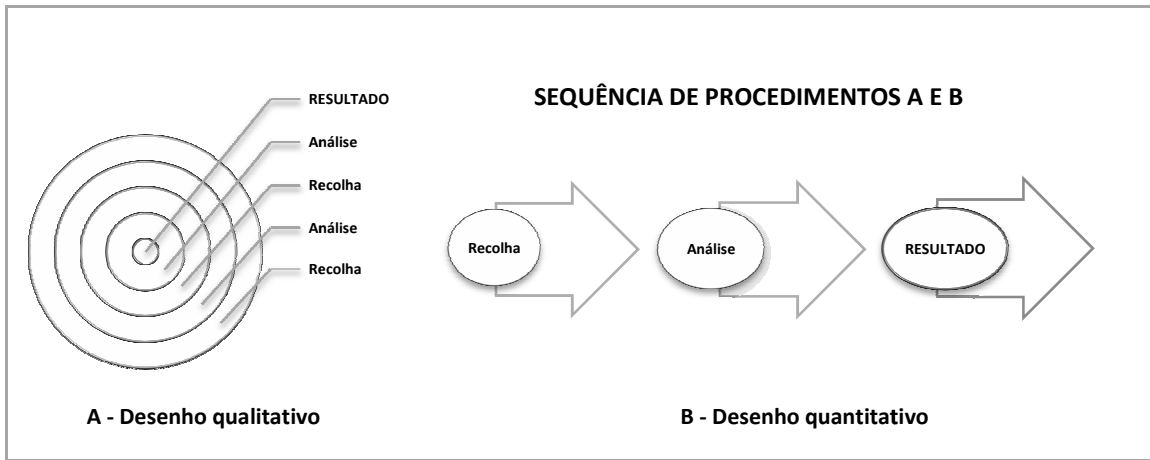 SEQUÊNCIA DE PROCEDIMENTOS A E B
RESULTADO
Análise
Recolha
Análise
Recolha
Recolha
Análise
RESULTADO
A - Desenho qualitativo
B - Desenho quantitativo